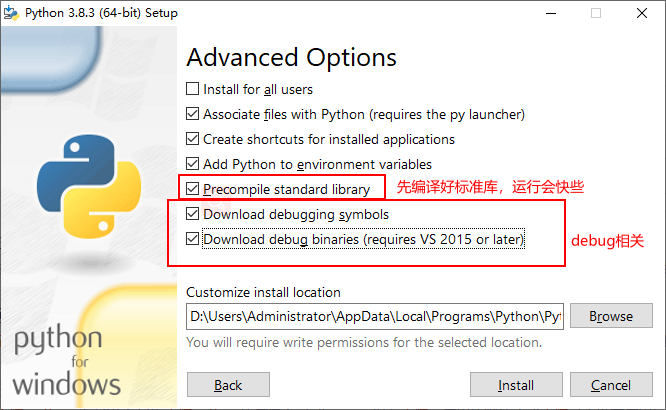 Python 3.8.3 (64-bit) Setup
Advanced Options
Install for all users
Associate files with Python (requires the py launcher)
Create shortcuts for installed applications
Add Python to environment variables
Precompile standard library
先编译好标准库，运行会快些
Download debugging symbols
Download debug binaries (requires VS 2015 or later)
debug相关
Customize install location
D:\Users\Administrator\AppData\Local\Programs\Python\Pyt
Browse
You will require write permissions for the selected location.
python
for
windows
Back
Install
Cancel